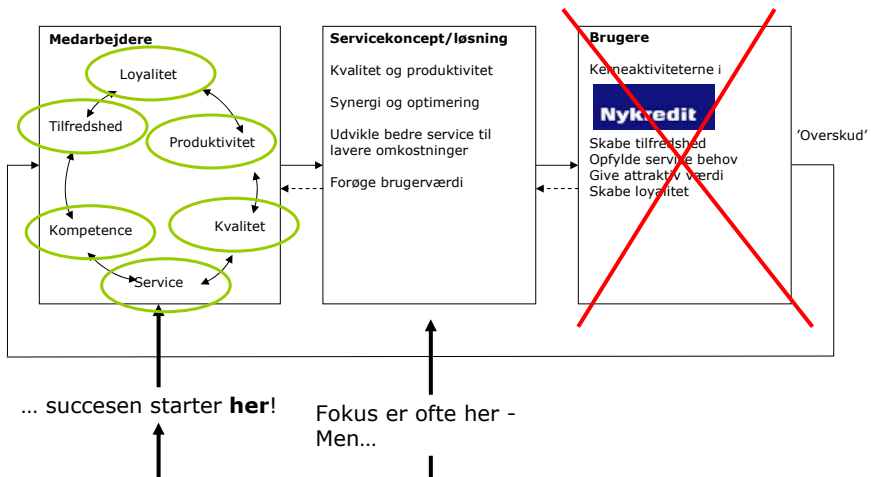 Medarbejdere
Loyalitet
Tilfredshed
Produktivitet
Kompetence
Kvalitet
Service
Servicekoncept/løsning
Kvalitet og produktivitet
Synergi og optimering
Udvikle bedre service til
lavere omkostninger
Forøge brugerværdi
Brugere
Kerneaktiviteterne i
Nykredit
Skabe tilfredshed
Opfylde service behov
Give attraktiv værdi
Skabe loyalitet
’Overskud’
… succesen starter her!
Fokus er ofte her -
Men…